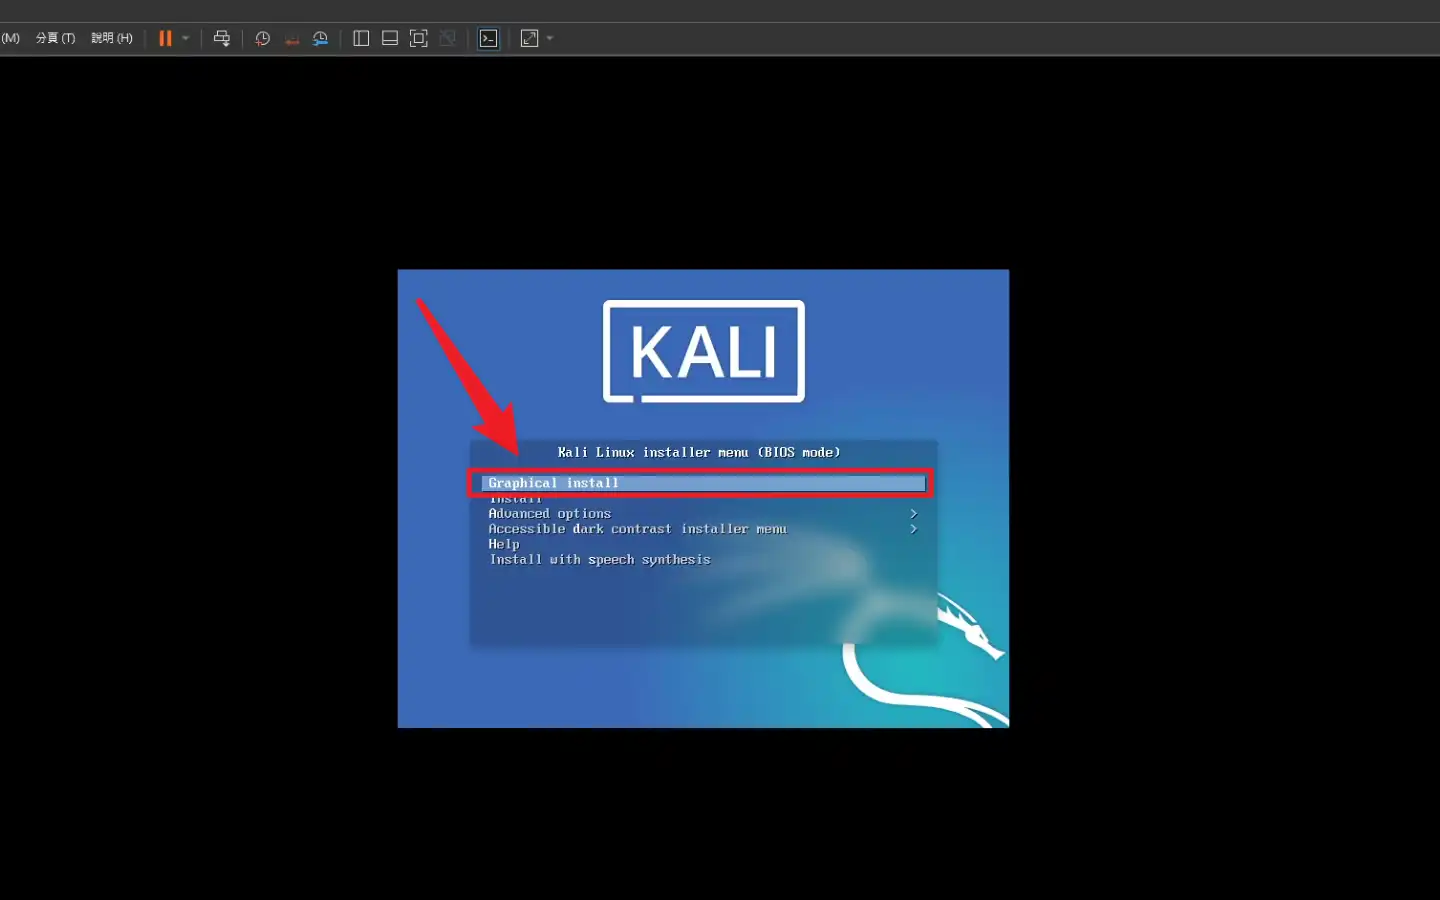 (M) 分頁 (T) 說明 (H)
KALI
Kali Linux installer menu (BIOS mode)
Graphical install
Install
Advanced options >
Accessible dark contrast installer menu >
Help
Install with speech synthesis